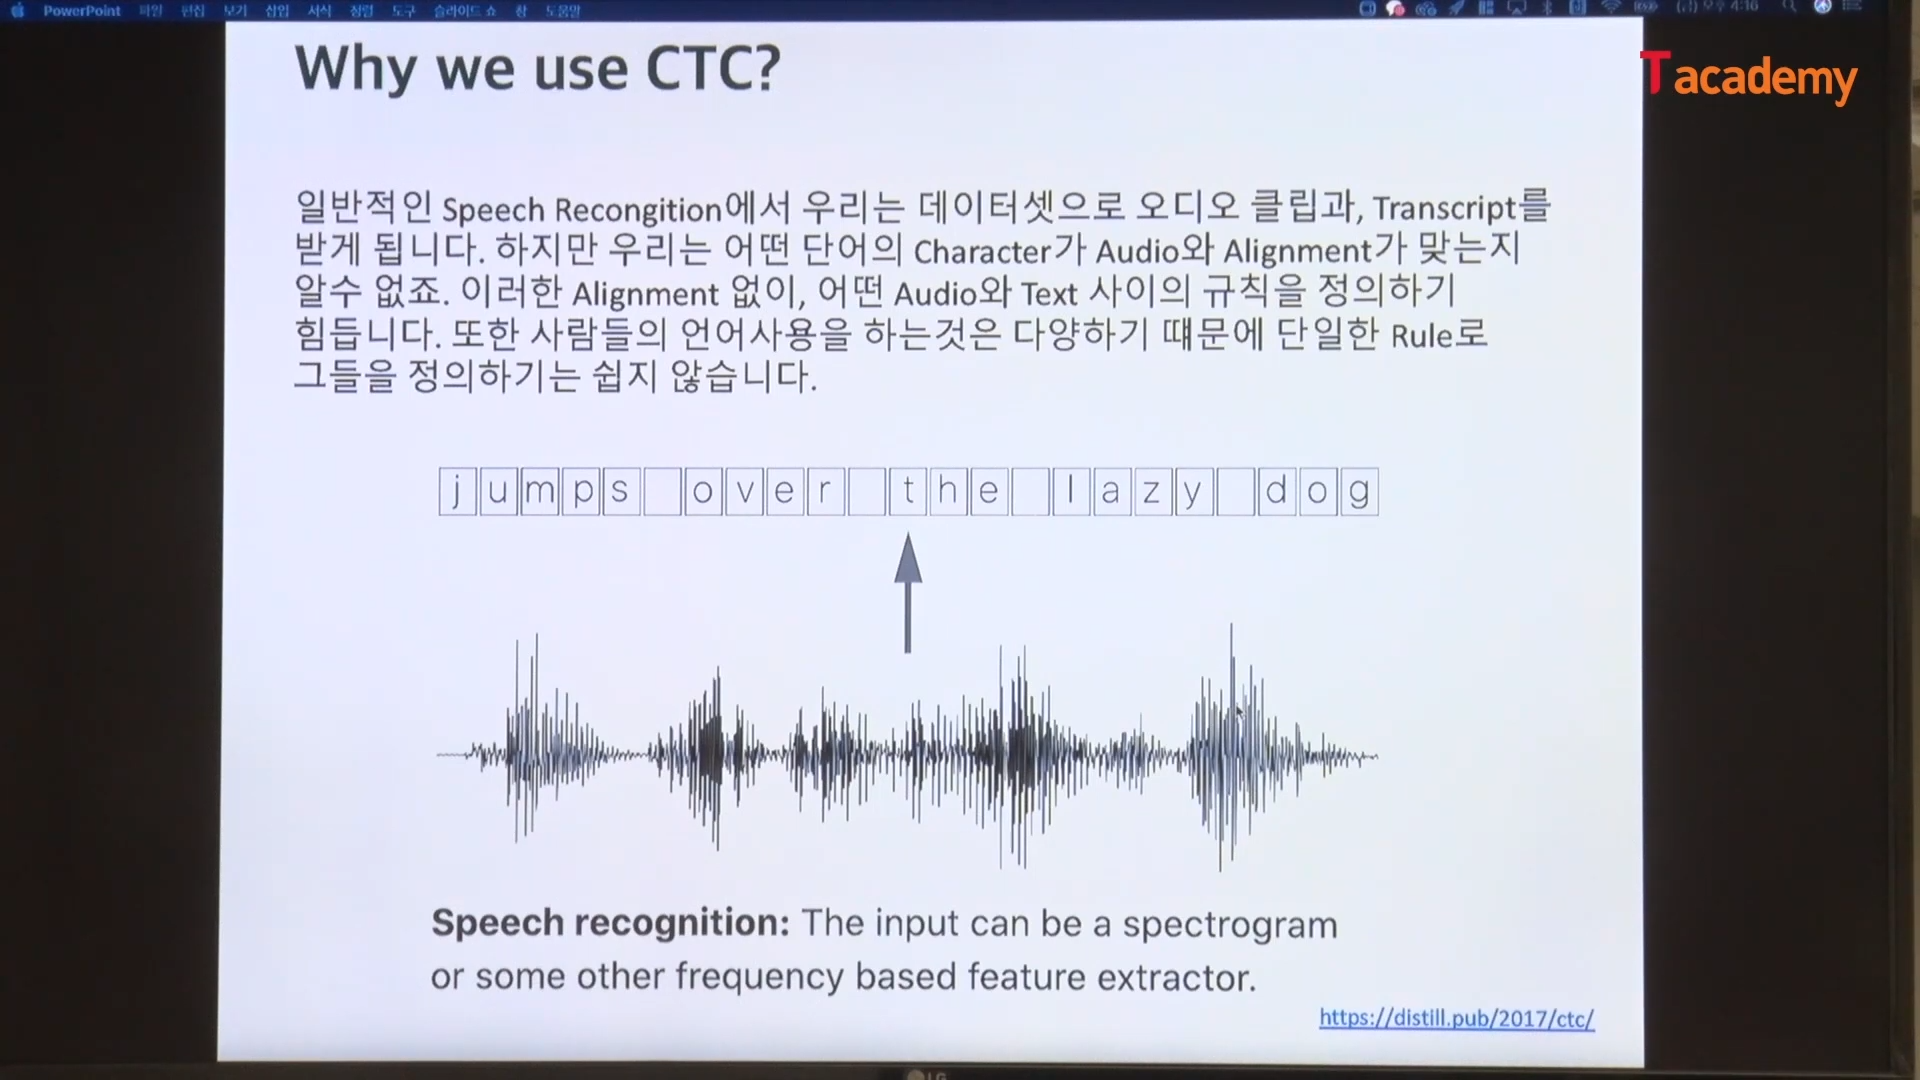 PowerPoint 파일 편집 보기 삽입 서식 정렬 도구 슬라이드 쇼 창 도움말
오후 4:16
Why we use CTC?
T academy
일반적인 Speech Recongition에서 우리는 데이터셋으로 오디오 클립과, Transcript를
받게 됩니다. 하지만 우리는 어떤 단어의 Character가 Audio와 Alignment가 맞는지
알수 없죠. 이러한 Alignment 없이, 어떤 Audio와 Text 사이의 규칙을 정의하기
힘듭니다. 또한 사람들의 언어사용을 하는것은 다양하기 떄문에 단일한 Rule로
그들을 정의하기는 쉽지 않습니다.
jumps over the lazy dog
Speech recognition: The input can be a spectrogram
or some other frequency based feature extractor.
https://distill.pub/2017/ctc/
LG